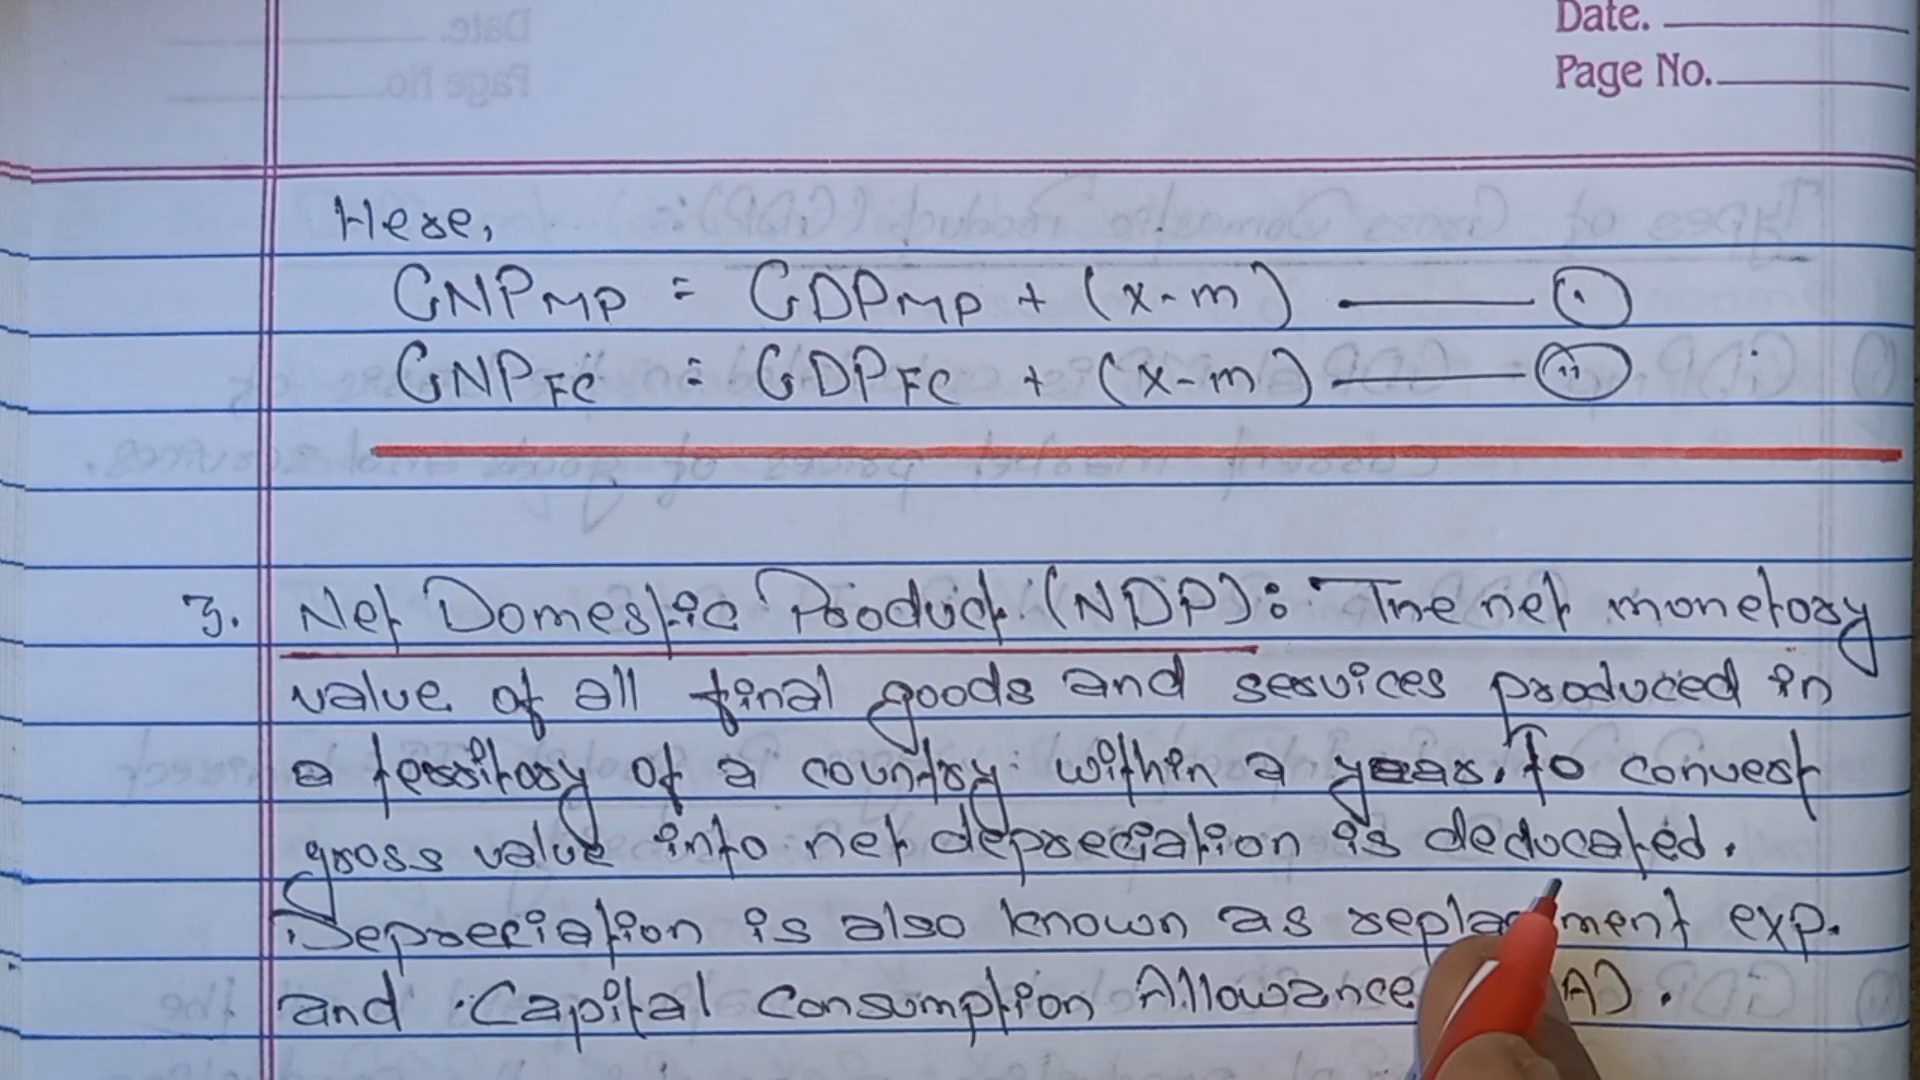 Date.
Page No.
Here,
GNPMP = GDPMP + (x-m) — (i)
GNPFC = GDPFC + (x-m) — (ii)
3. Net Domestic Product (NDP): The net monetory
value of all final goods and services produced in
a territory of a country within a year. to convert
gross value into net depreciation is deducated.
Depreciation is also known as replacment exp.
and Capital Consumption Allowance A).